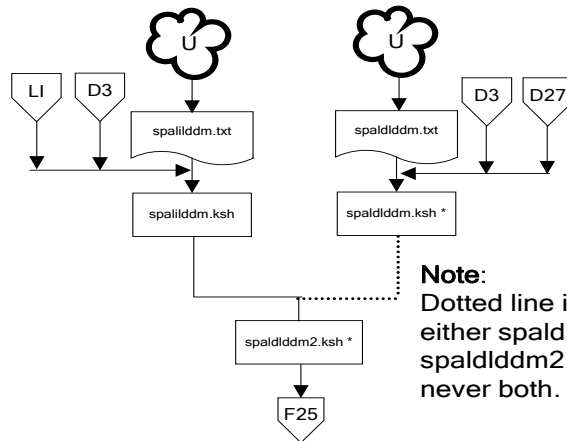 U
U
LI
D3
D3
D27
spalilddm.txt
spaldlddm.txt
spalilddm.ksh
spaldlddm.ksh *
Note:
Dotted line i
either spald
spaldlddm2.
never both.
spaldlddm2.ksh *
F25